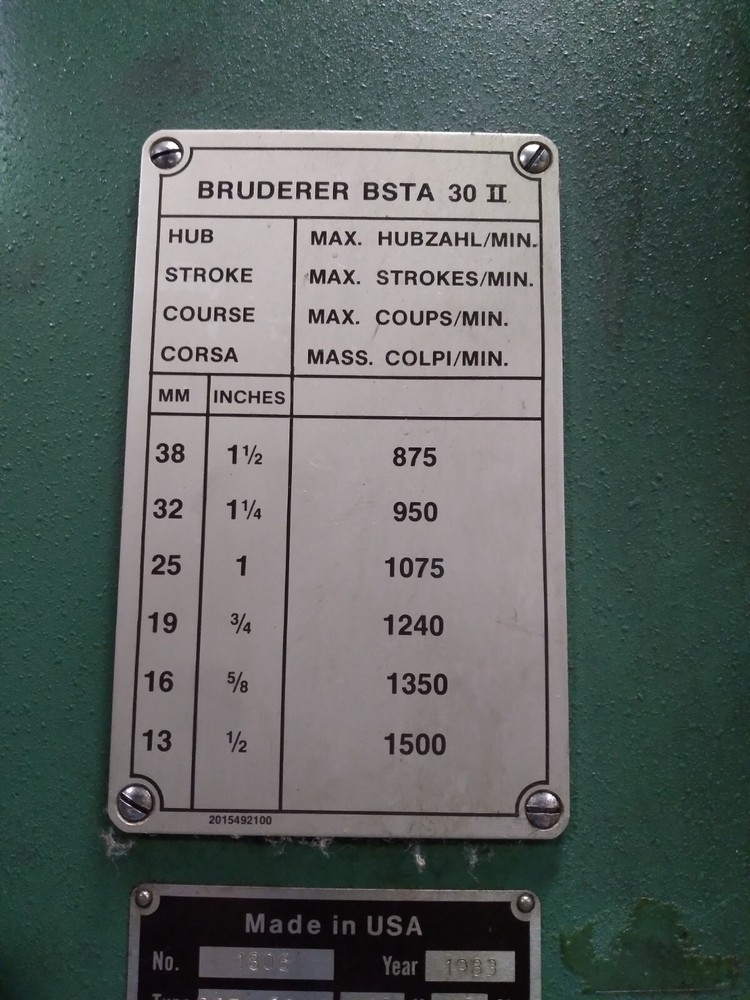 BRUDERER BSTA 30 II
HUB MAX. HUBZAHL/MIN.
STROKE MAX. STROKES/MIN.
COURSE MAX. COUPS/MIN.
CORSA MASS. COLPI/MIN.
MM INCHES
38 1½ 875
32 1¼ 950
25 1 1075
19 ¾ 1240
16 ⅝ 1350
13 ½ 1500
2015492100
Made in USA
No. Year 1983